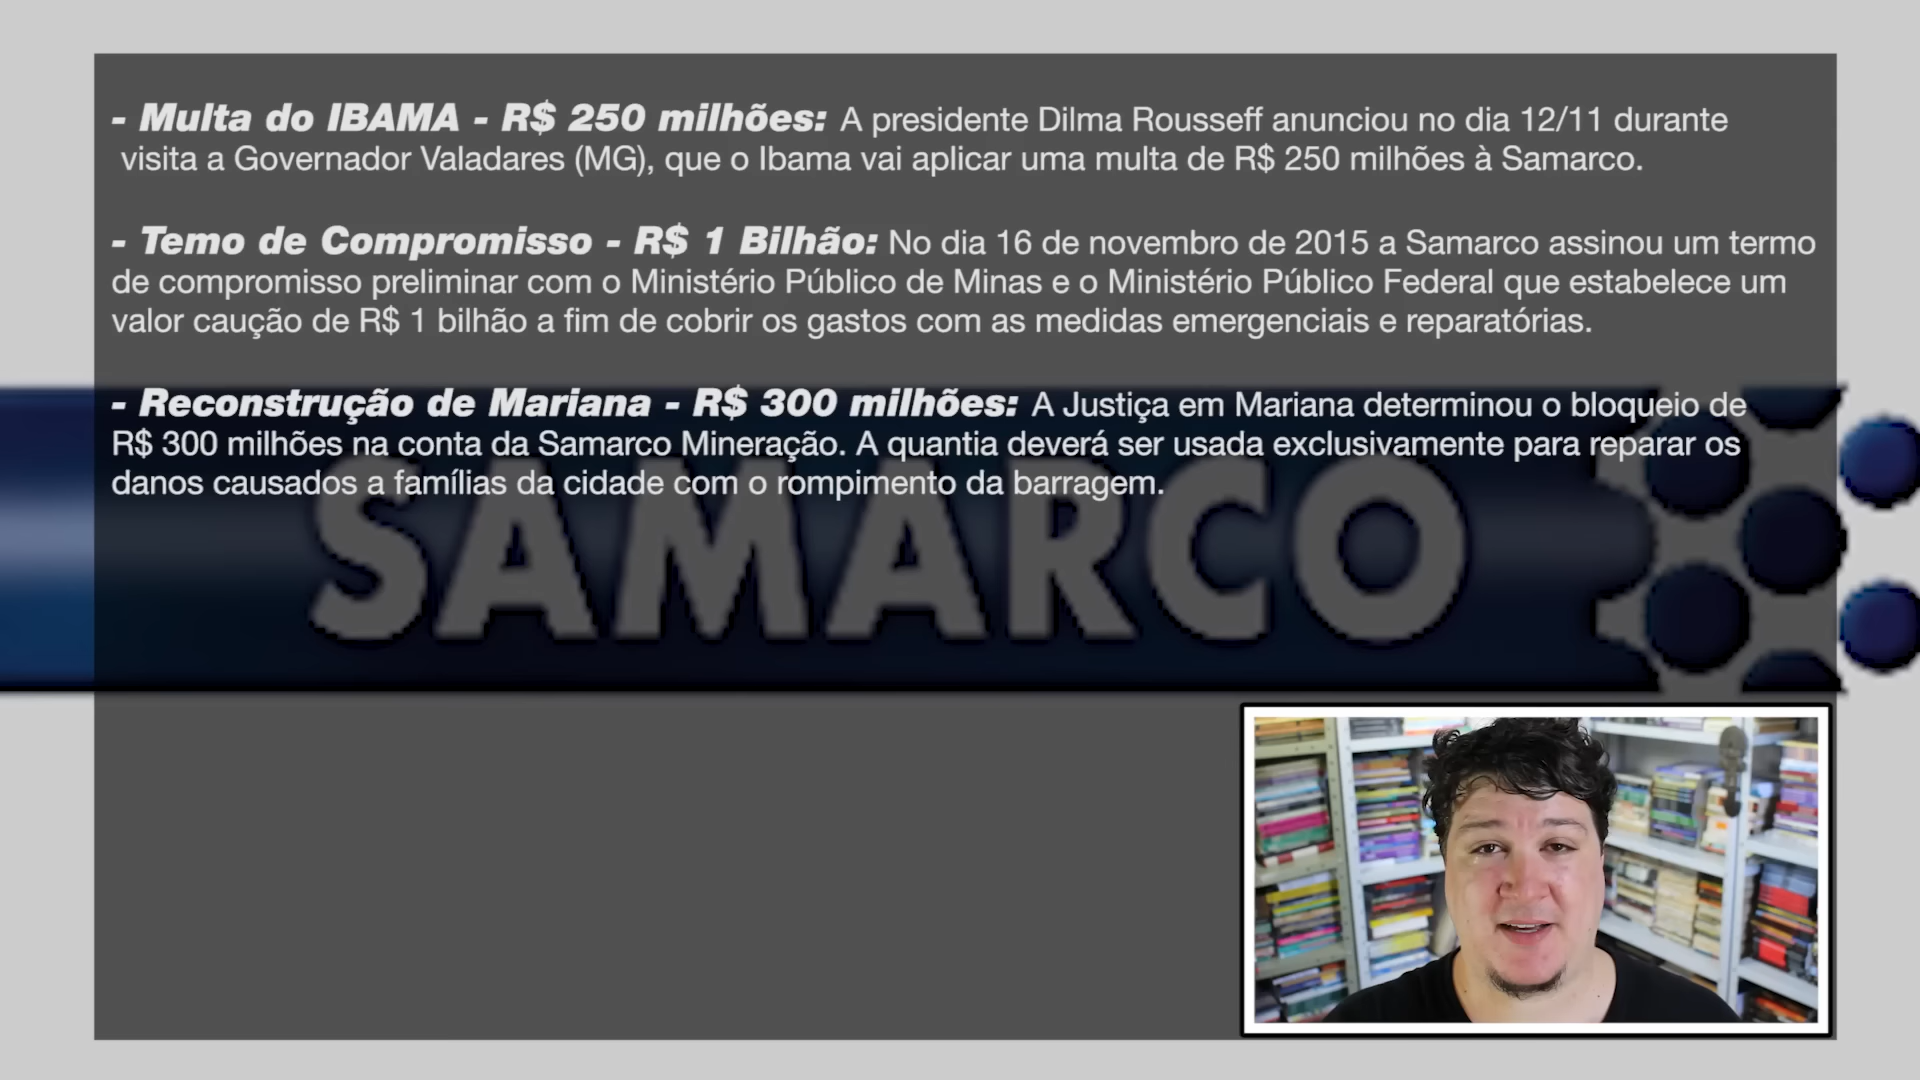 - Multa do IBAMA - R$ 250 milhões: A presidente Dilma Rousseff anunciou no dia 12/11 durante
visita a Governador Valadares (MG), que o Ibama vai aplicar uma multa de R$ 250 milhões à Samarco.
- Temo de Compromisso - R$ 1 Bilhão: No dia 16 de novembro de 2015 a Samarco assinou um termo
de compromisso preliminar com o Ministério Público de Minas e o Ministério Público Federal que estabelece um
valor caução de R$ 1 bilhão a fim de cobrir os gastos com as medidas emergenciais e reparatórias.
- Reconstrução de Mariana - R$ 300 milhões: A Justiça em Mariana determinou o bloqueio de
R$ 300 milhões na conta da Samarco Mineração. A quantia deverá ser usada exclusivamente para reparar os
danos causados a famílias da cidade com o rompimento da barragem.
SAMARCO